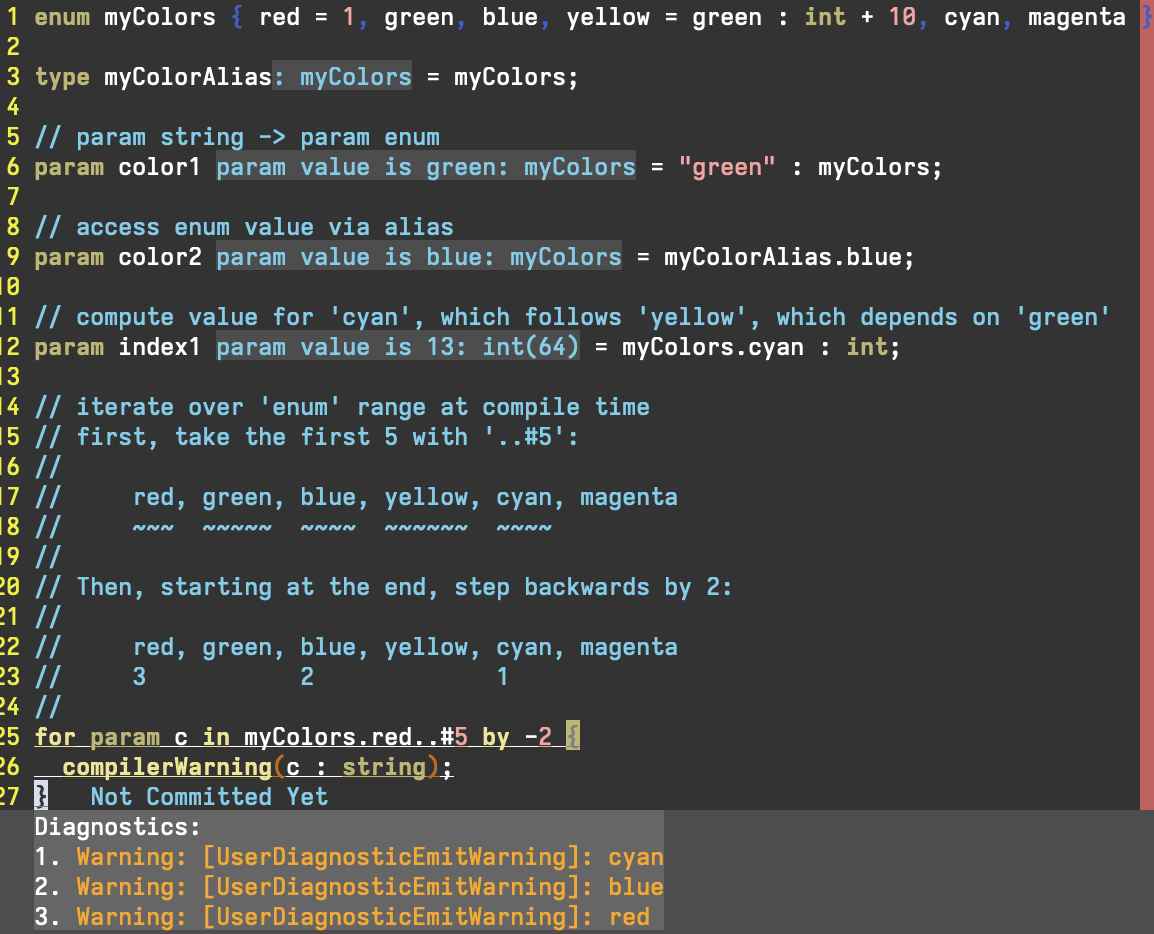 1 enum myColors { red = 1, green, blue, yellow = green : int + 10, cyan, magenta }
2
3 type myColorAlias: myColors = myColors;
4
5 // param string -> param enum
6 param color1 param value is green: myColors = "green" : myColors;
7
8 // access enum value via alias
9 param color2 param value is blue: myColors = myColorAlias.blue;
10
11 // compute value for 'cyan', which follows 'yellow', which depends on 'green'
12 param index1 param value is 13: int(64) = myColors.cyan : int;
13
14 // iterate over 'enum' range at compile time
15 // first, take the first 5 with '..#5':
16 //
17 //     red, green, blue, yellow, cyan, magenta
18 //     ~~~  ~~~~~  ~~~~  ~~~~~~  ~~~~
19 //
20 // Then, starting at the end, step backwards by 2:
21 //
22 //     red, green, blue, yellow, cyan, magenta
23 //     3           2             1
24 //
25 for param c in myColors.red..#5 by -2 {
26   compilerWarning(c : string);
27 }   Not Committed Yet
Diagnostics:
1. Warning: [UserDiagnosticEmitWarning]: cyan
2. Warning: [UserDiagnosticEmitWarning]: blue
3. Warning: [UserDiagnosticEmitWarning]: red